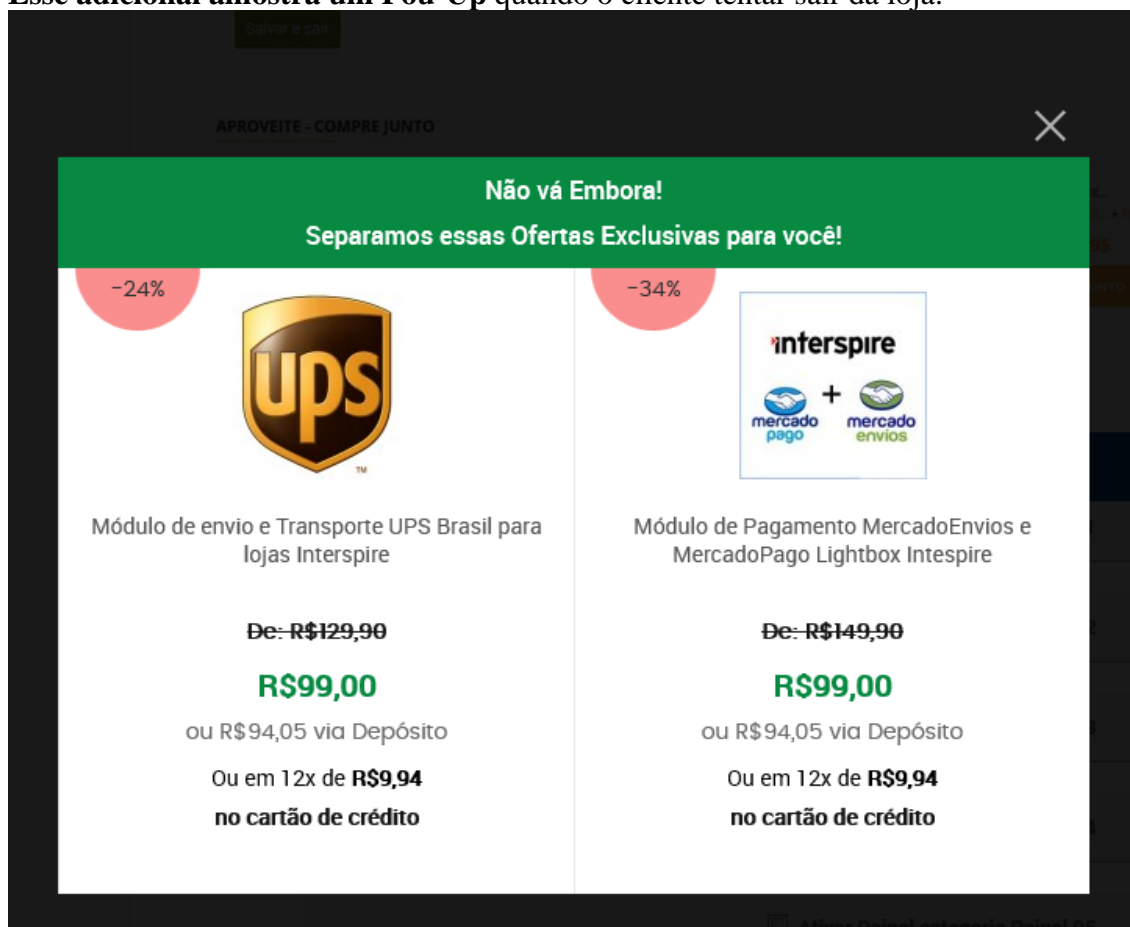 Esse adicional amostra um Pou-Up quando o cliente tentar sair da loja.
Salvar e sair
APROVEITE - COMPRE JUNTO
Não vá Embora!
Separamos essas Ofertas Exclusivas para você!
-24%
ups
TM
Módulo de envio e Transporte UPS Brasil para
lojas Interspire
De: R$129,90
R$99,00
ou R$94,05 via Depósito
Ou em 12x de R$9,94
no cartão de crédito
-34%
interspire
mercado
pago
+
mercado
envios
Módulo de Pagamento MercadoEnvios e
MercadoPago Lightbox Intespire
De: R$149,90
R$99,00
ou R$94,05 via Depósito
Ou em 12x de R$9,94
no cartão de crédito